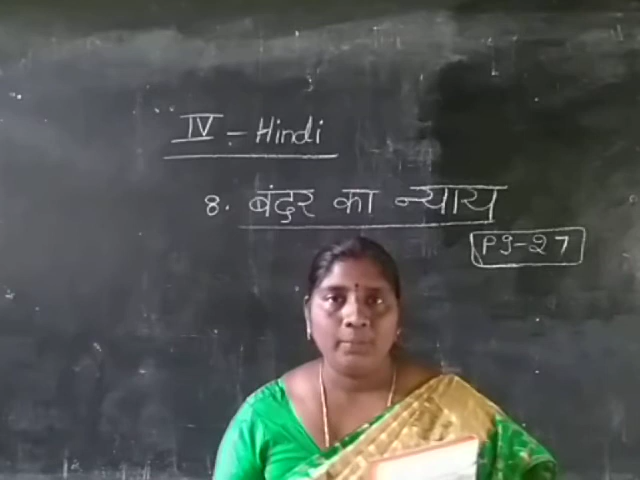 IV - Hindi
8. बंदर का न्याय
Pg-27